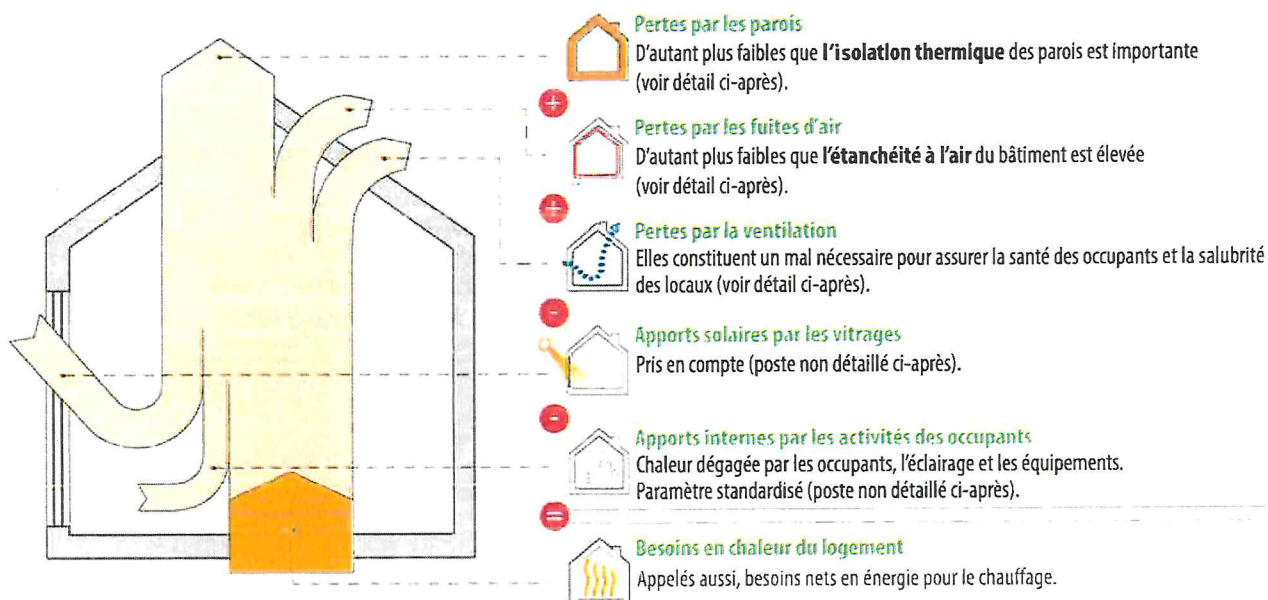 Pertes par les parois
D'autant plus faibles que l'isolation thermique des parois est importante
(voir détail ci-après).
+
Pertes par les fuites d'air
D'autant plus faibles que l'étanchéité à l'air du bâtiment est élevée
(voir détail ci-après).
+
Pertes par la ventilation
Elles constituent un mal nécessaire pour assurer la santé des occupants et la salubrité
des locaux (voir détail ci-après).
-
Apports solaires par les vitrages
Pris en compte (poste non détaillé ci-après).
-
Apports internes par les activités des occupants
Chaleur dégagée par les occupants, l'éclairage et les équipements.
Paramètre standardisé (poste non détaillé ci-après).
=
Besoins en chaleur du logement
Appelés aussi, besoins nets en énergie pour le chauffage.